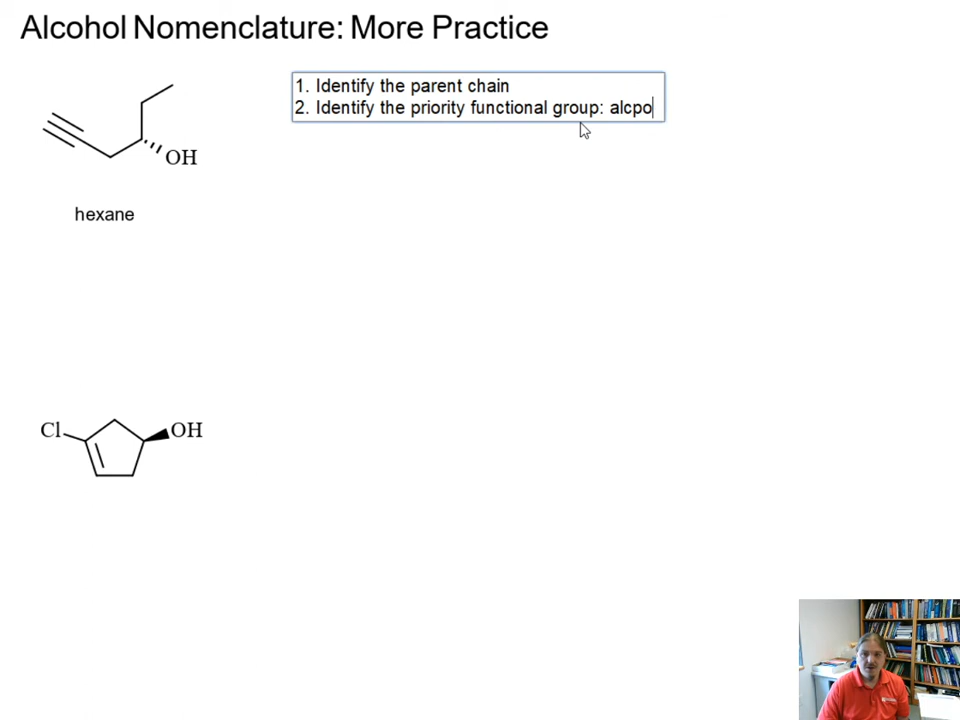 Alcohol Nomenclature: More Practice
1. Identify the parent chain
2. Identify the priority functional group: alcpo
OH
hexane
Cl
OH